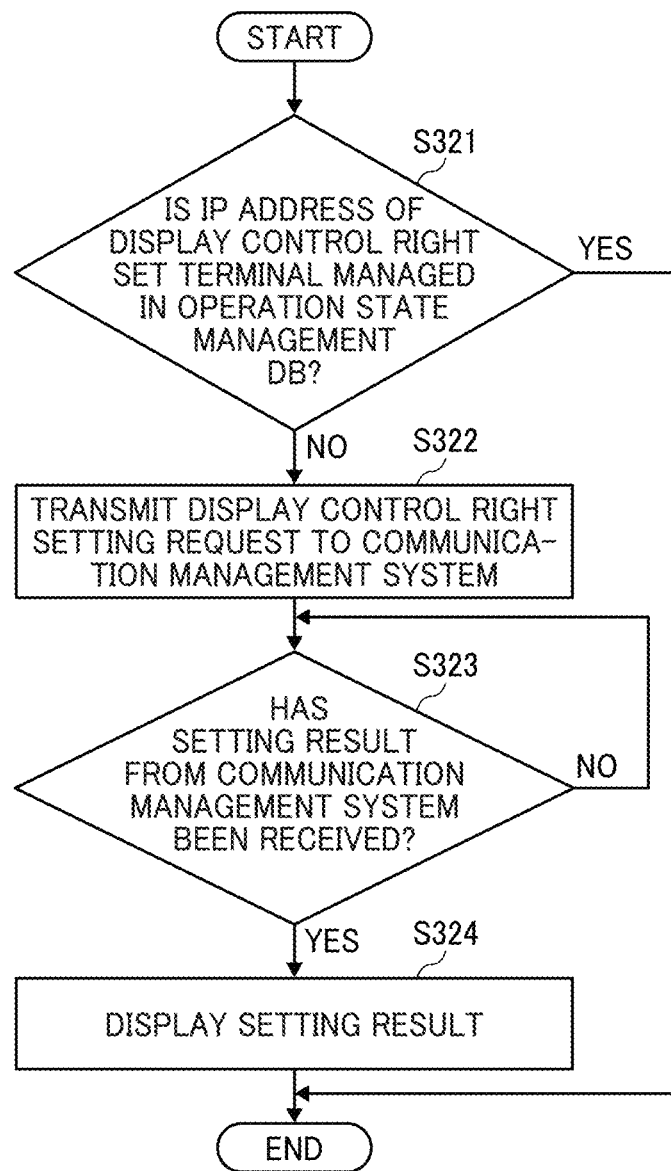 START
S321
IS IP ADDRESS OF
DISPLAY CONTROL RIGHT
SET TERMINAL MANAGED
IN OPERATION STATE
MANAGEMENT
DB?
YES
NO
S322
TRANSMIT DISPLAY CONTROL RIGHT
SETTING REQUEST TO COMMUNICA-
TION MANAGEMENT SYSTEM
S323
HAS
SETTING RESULT
FROM COMMUNICATION
MANAGEMENT SYSTEM
BEEN RECEIVED?
NO
YES
S324
DISPLAY SETTING RESULT
END